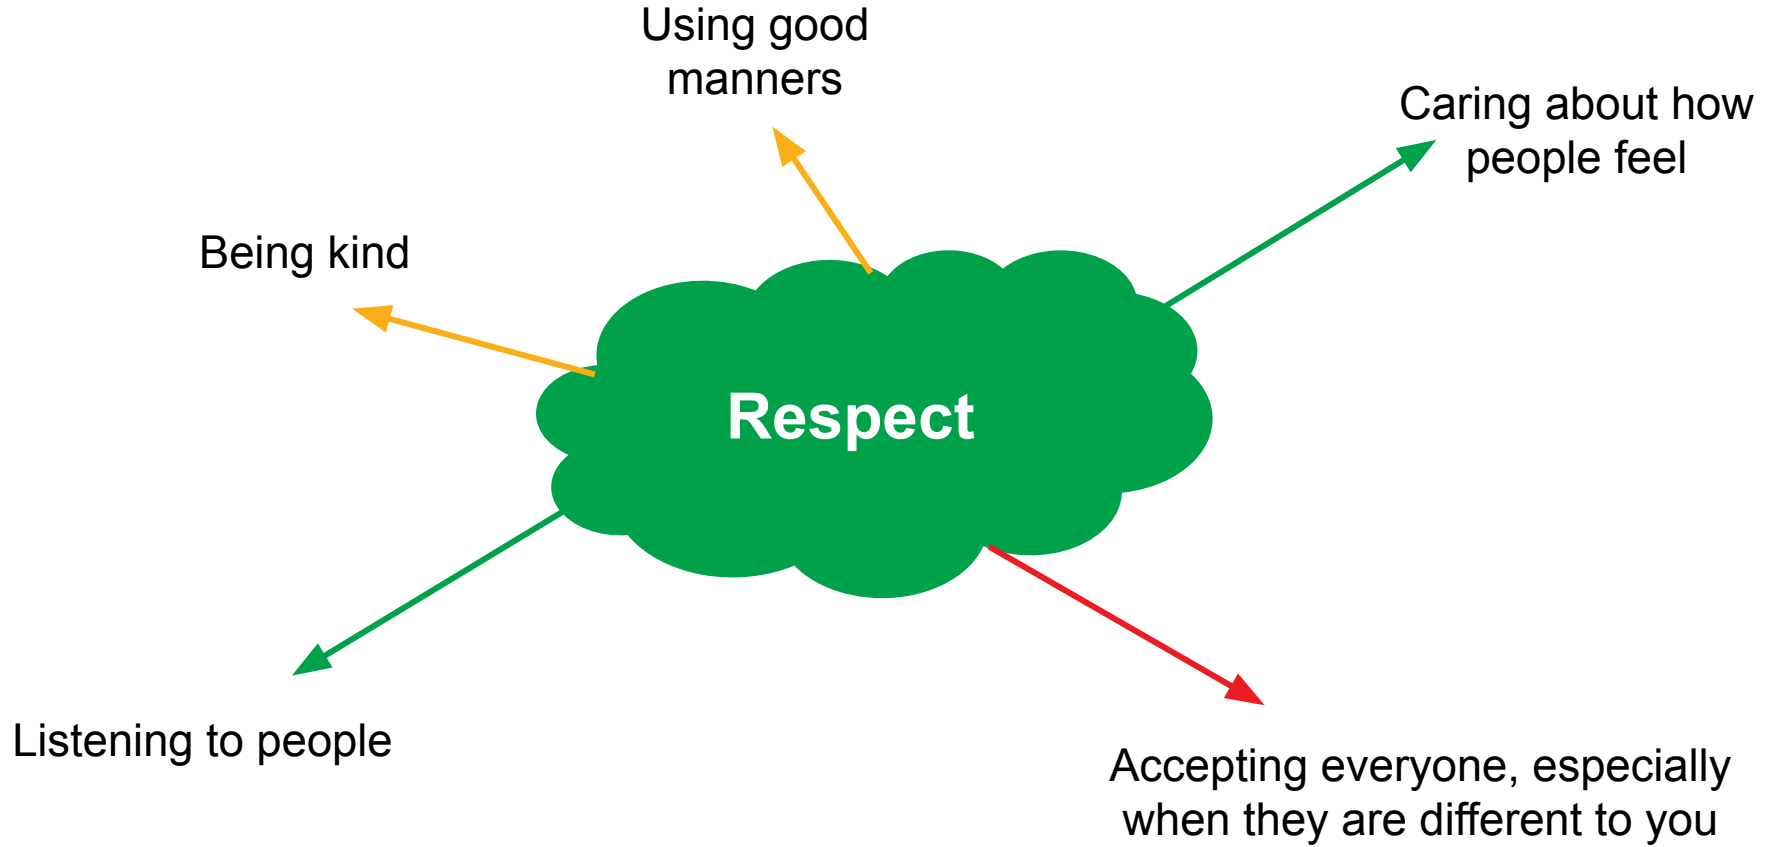 Using good
manners
Caring about how
people feel
Being kind
Respect
Listening to people
Accepting everyone, especially
when they are different to you